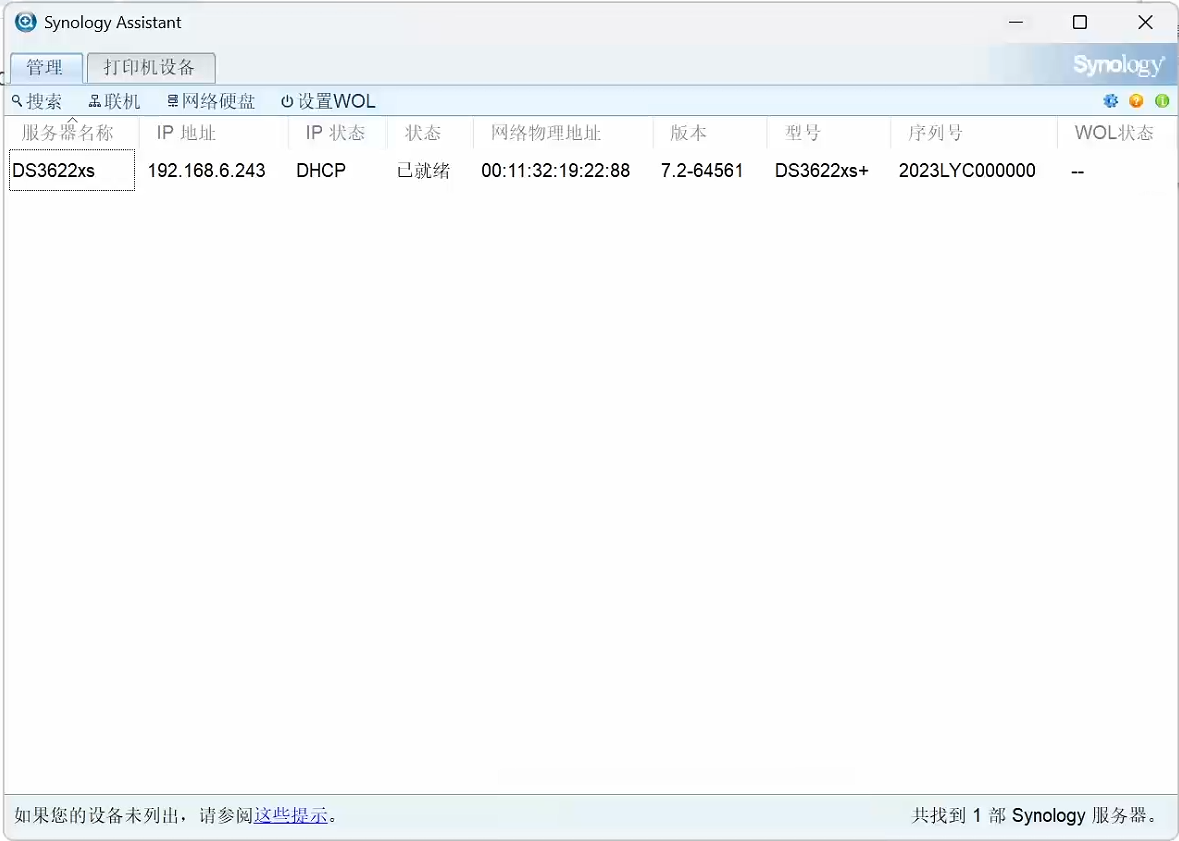 Synology Assistant
管理 打印机设备 Synology
搜索 联机 网络硬盘 设置WOL
服务器名称 IP 地址 IP 状态 状态 网络物理地址 版本 型号 序列号 WOL状态
DS3622xs 192.168.6.243 DHCP 已就绪 00:11:32:19:22:88 7.2-64561 DS3622xs+ 2023LYC000000 --
如果您的设备未列出，请参阅这些提示。 共找到 1 部 Synology 服务器。